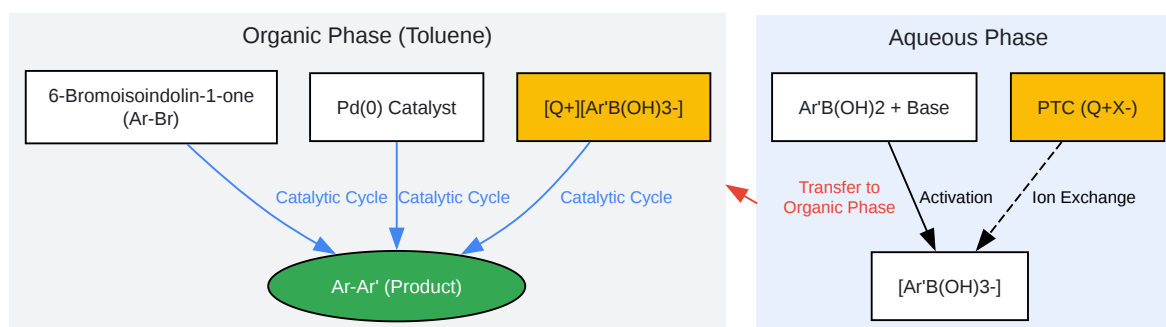 Organic Phase (Toluene)
6-Bromoisoindolin-1-one
(Ar-Br)
Pd(0) Catalyst
[Q+][Ar'B(OH)3-]
Catalytic Cycle
Catalytic Cycle
Catalytic Cycle
Ar-Ar' (Product)
Transfer to
Organic Phase
Aqueous Phase
Ar'B(OH)2 + Base
PTC (Q+X-)
Activation
Ion Exchange
[Ar'B(OH)3-]